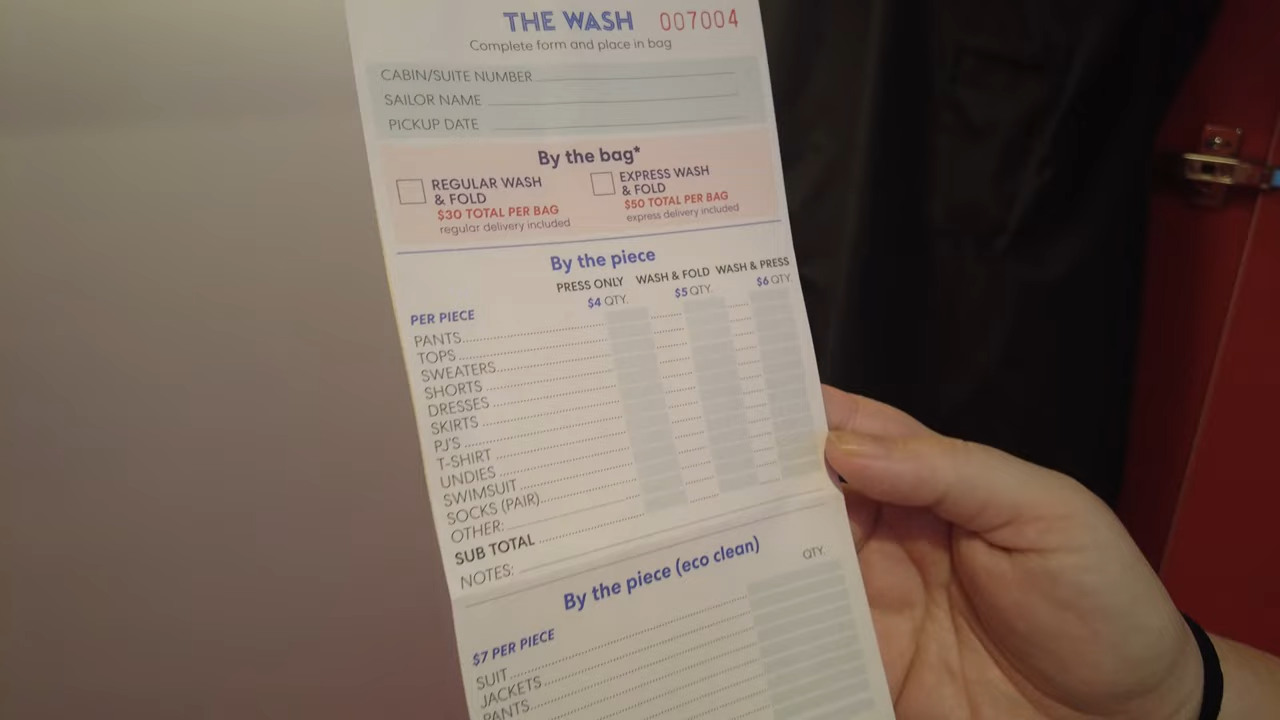 THE WASH 007004
Complete form and place in bag
CABIN/SUITE NUMBER
SAILOR NAME
PICKUP DATE
By the bag*
REGULAR WASH & FOLD
$30 TOTAL PER BAG
regular delivery included
EXPRESS WASH & FOLD
$50 TOTAL PER BAG
express delivery included
By the piece
PRESS ONLY WASH & FOLD WASH & PRESS
PER PIECE $4 QTY. $5 QTY. $6 QTY.
PANTS
TOPS
SWEATERS
SHORTS
DRESSES
SKIRTS
PJ'S
T-SHIRT
UNDIES
SWIMSUIT
SOCKS (PAIR)
OTHER:
SUB TOTAL
NOTES:
By the piece (eco clean)
$7 PER PIECE QTY.
SUIT
JACKETS
PANTS